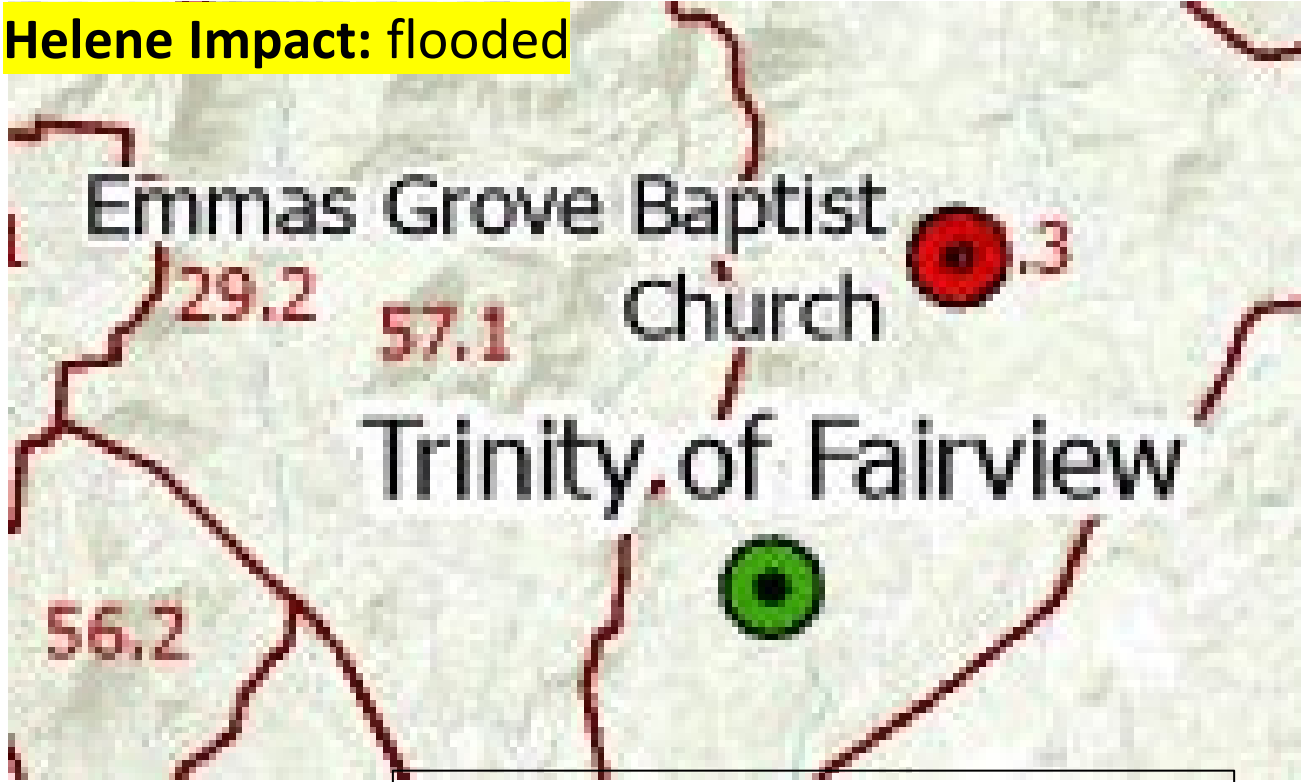 Helene Impact: flooded
Emmas Grove Baptist
Church
.3
29.2
57.1
Trinity of Fairview
56.2